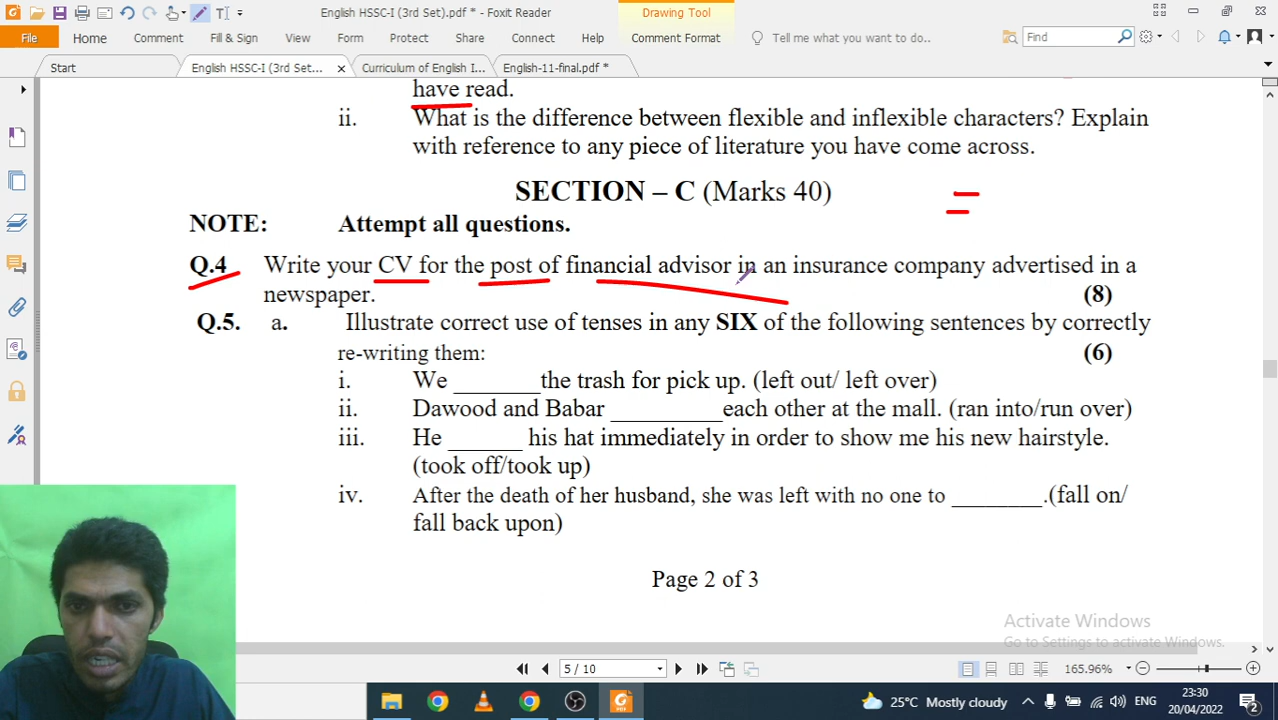 English HSSC-I (3rd Set).pdf * - Foxit Reader
Drawing Tool
File Home Comment Fill & Sign View Form Protect Share Connect Help Comment Format Tell me what you want to do.. Find
Start English HSSC-I (3rd Set... Curriculum of English I... English-11-final.pdf *
have read.
ii. What is the difference between flexible and inflexible characters? Explain
with reference to any piece of literature you have come across.
SECTION – C (Marks 40)
NOTE: Attempt all questions.
Q.4 Write your CV for the post of financial advisor in an insurance company advertised in a
newspaper. (8)
Q.5. a. Illustrate correct use of tenses in any SIX of the following sentences by correctly
re-writing them: (6)
i. We _______the trash for pick up. (left out/ left over)
ii. Dawood and Babar _________each other at the mall. (ran into/run over)
iii. He ______ his hat immediately in order to show me his new hairstyle.
(took off/took up)
iv. After the death of her husband, she was left with no one to ________.(fall on/
fall back upon)
Page 2 of 3
Activate Windows
Go to Settings to activate Windows.
5 / 10 165.96%
25°C Mostly cloudy ENG 23:30
20/04/2022 2